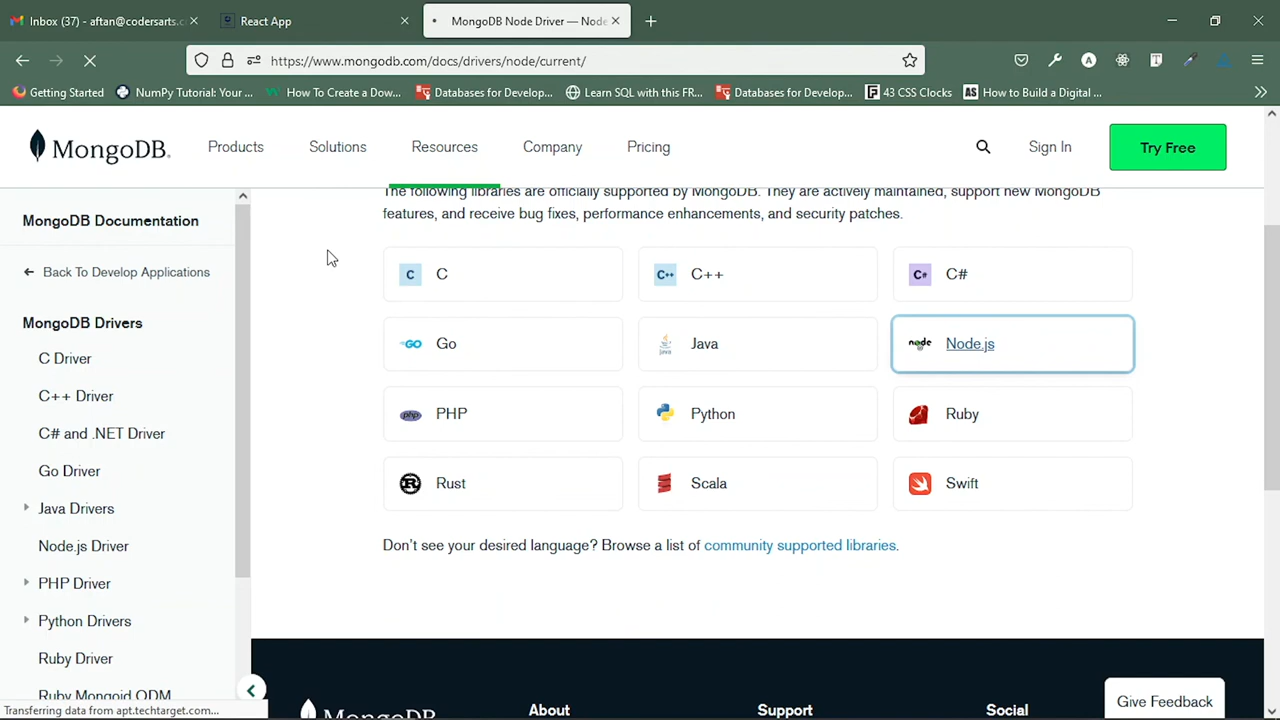 Inbox (37) - aftan@codersarts.c
React App
MongoDB Node Driver — Node
https://www.mongodb.com/docs/drivers/node/current/
Getting Started
NumPy Tutorial: Your ...
How To Create a Dow...
Databases for Develop...
Learn SQL with this FR...
Databases for Develop...
43 CSS Clocks
AS How to Build a Digital ...
MongoDB.
Products
Solutions
Resources
Company
Pricing
Sign In
Try Free
MongoDB Documentation
Back To Develop Applications
MongoDB Drivers
C Driver
C++ Driver
C# and .NET Driver
Go Driver
Java Drivers
Node.js Driver
PHP Driver
Python Drivers
Ruby Driver
Ruby Mongoid ODM
Transferring data from apt.techtarget.com...
The following libraries are officially supported by MongoDB. They are actively maintained, support new MongoDB
features, and receive bug fixes, performance enhancements, and security patches.
C C
C++ C++
C# C#
GO Go
Java Java
node Node.js
php PHP
Python
Ruby
R Rust
Scala
Swift
Don't see your desired language? Browse a list of community supported libraries.
MongoDB
About
Support
Social
Give Feedback